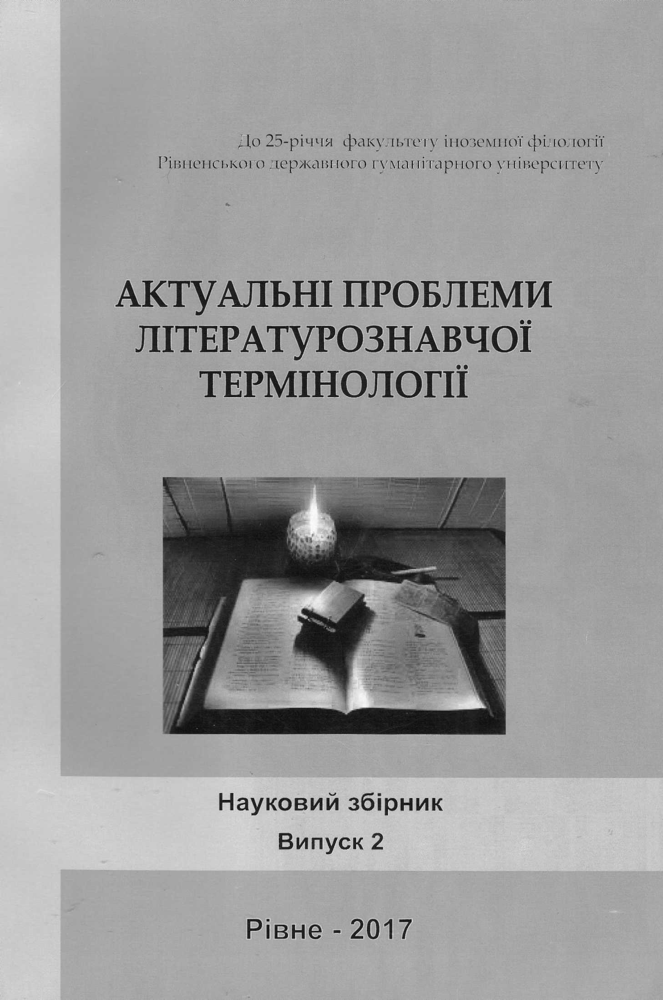 До 25-річчя факультету іноземної філології
Рівненського державного гуманітарного університету
АКТУАЛЬНІ ПРОБЛЕМИ
ЛІТЕРАТУРОЗНАВЧОЇ
ТЕРМІНОЛОГІЇ
Науковий збірник
Випуск 2
Рівне - 2017